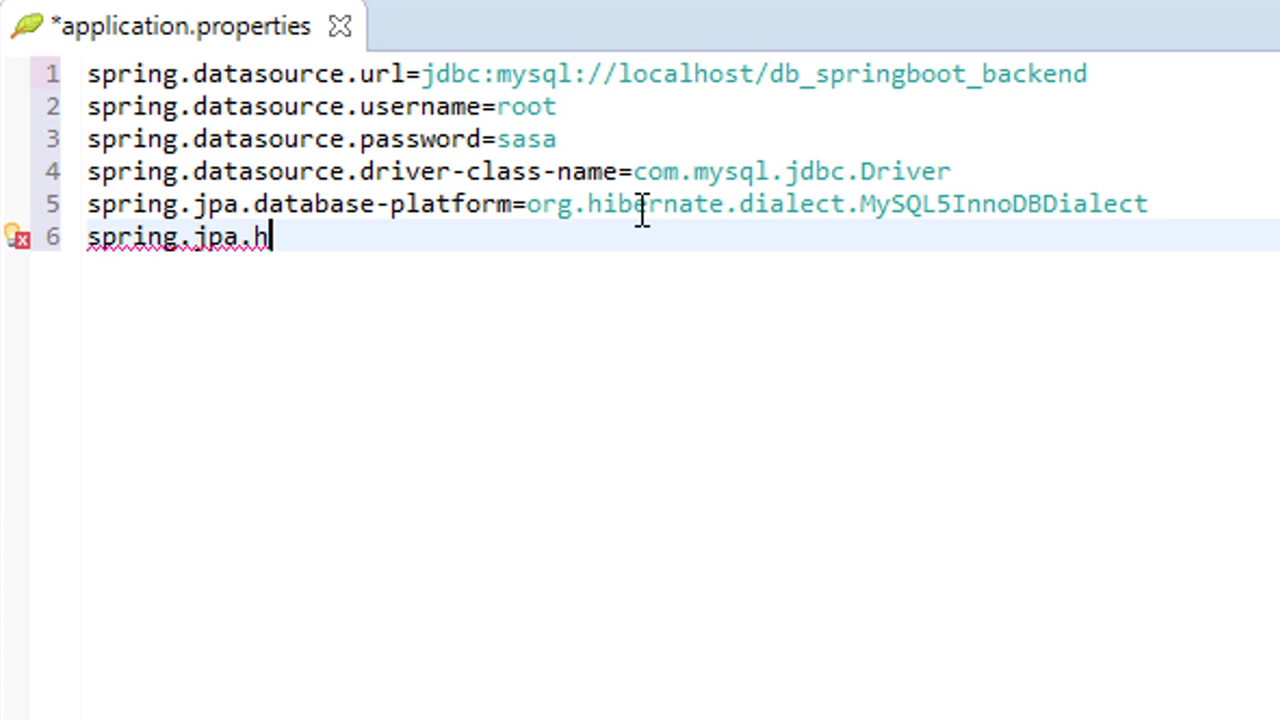 *application.properties
1 spring.datasource.url=jdbc:mysql://localhost/db_springboot_backend
2 spring.datasource.username=root
3 spring.datasource.password=sasa
4 spring.datasource.driver-class-name=com.mysql.jdbc.Driver
5 spring.jpa.database-platform=org.hibernate.dialect.MySQL5InnoDBDialect
6 spring.jpa.h